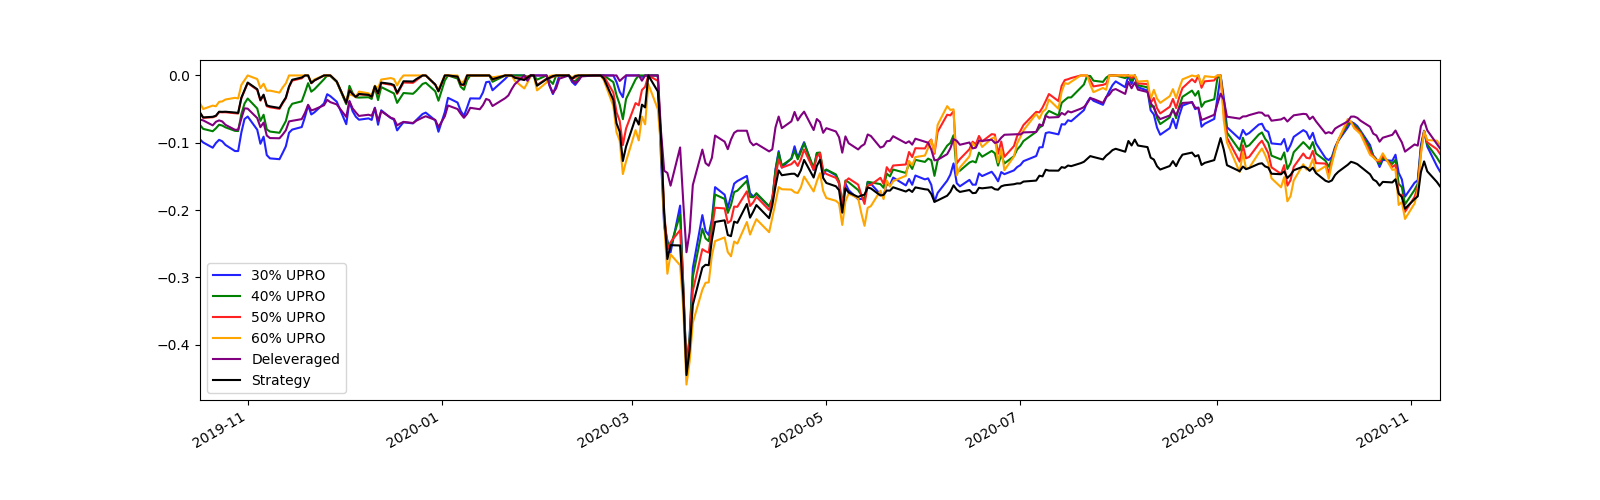 0.0
−0.1
−0.2
−0.3
−0.4
30% UPRO
40% UPRO
50% UPRO
60% UPRO
Deleveraged
Strategy
2019-11
2020-01
2020-03
2020-05
2020-07
2020-09
2020-11